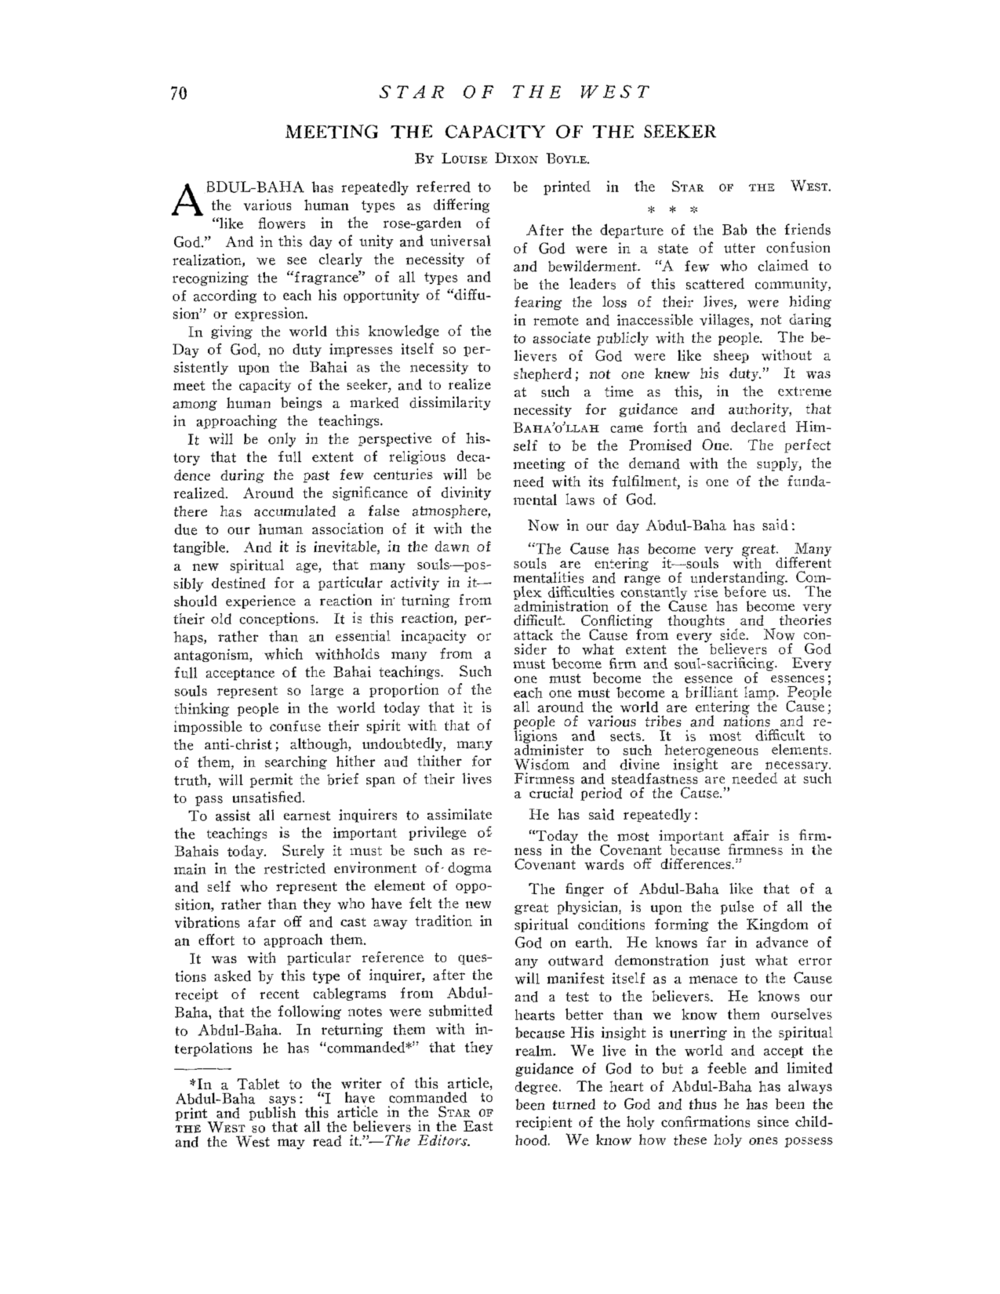 70 STAR OF THE WEST
MEETING THE CAPACITY OF THE SEEKER
By Louise Dixon Boyle.
ABDUL-BAHA has repeatedly referred to
the various human types as differing
"like flowers in the rose-garden of
God." And in this day of unity and universal
realization, we see clearly the necessity of
recognizing the "fragrance" of all types and
of according to each his opportunity of "diffu-
sion" or expression.
In giving the world this knowledge of the
Day of God, no duty impresses itself so per-
sistently upon the Bahai as the necessity to
meet the capacity of the seeker, and to realize
among human beings a marked dissimilarity
in approaching the teachings.
It will be only in the perspective of his-
tory that the full extent of religious deca-
dence during the past few centuries will be
realized. Around the significance of divinity
there has accumulated a false atmosphere,
due to our human association of it with the
tangible. And it is inevitable, in the dawn of
a new spiritual age, that many souls—pos-
sibly destined for a particular activity in it—
should experience a reaction in turning from
their old conceptions. It is this reaction, per-
haps, rather than an essential incapacity or
antagonism, which withholds many from a
full acceptance of the Bahai teachings. Such
souls represent so large a proportion of the
thinking people in the world today that it is
impossible to confuse their spirit with that of
the anti-christ; although, undoubtedly, many
of them, in searching hither and thither for
truth, will permit the brief span of their lives
to pass unsatisfied.
To assist all earnest inquirers to assimilate
the teachings is the important privilege of
Bahais today. Surely it must be such as re-
main in the restricted environment of dogma
and self who represent the element of oppo-
sition, rather than they who have felt the new
vibrations afar off and cast away tradition in
an effort to approach them.
It was with particular reference to ques-
tions asked by this type of inquirer, after the
receipt of recent cablegrams from Abdul-
Baha, that the following notes were submitted
to Abdul-Baha. In returning them with in-
terpolations he has "commanded*" that they
*In a Tablet to the writer of this article,
Abdul-Baha says: "I have commanded to
print and publish this article in the Star of
the West so that all the believers in the East
and the West may read it."—The Editors.
be printed in the Star of the West.
* * *
After the departure of the Bab the friends
of God were in a state of utter confusion
and bewilderment. "A few who claimed to
be the leaders of this scattered community,
fearing the loss of their lives, were hiding
in remote and inaccessible villages, not daring
to associate publicly with the people. The be-
lievers of God were like sheep without a
shepherd; not one knew his duty." It was
at such a time as this, in the extreme
necessity for guidance and authority, that
Baha'o'llah came forth and declared Him-
self to be the Promised One. The perfect
meeting of the demand with the supply, the
need with its fulfilment, is one of the funda-
mental laws of God.
Now in our day Abdul-Baha has said:
"The Cause has become very great. Many
souls are entering it—souls with different
mentalities and range of understanding. Com-
plex difficulties constantly rise before us. The
administration of the Cause has become very
difficult. Conflicting thoughts and theories
attack the Cause from every side. Now con-
sider to what extent the believers of God
must become firm and soul-sacrificing. Every
one must become the essence of essences;
each one must become a brilliant lamp. People
all around the world are entering the Cause;
people of various tribes and nations and re-
ligions and sects. It is most difficult to
administer to such heterogeneous elements.
Wisdom and divine insight are necessary.
Firmness and steadfastness are needed at such
a crucial period of the Cause."
He has said repeatedly:
"Today the most important affair is firm-
ness in the Covenant because firmness in the
Covenant wards off differences."
The finger of Abdul-Baha like that of a
great physician, is upon the pulse of all the
spiritual conditions forming the Kingdom of
God on earth. He knows far in advance of
any outward demonstration just what error
will manifest itself as a menace to the Cause
and a test to the believers. He knows our
hearts better than we know them ourselves
because His insight is unerring in the spiritual
realm. We live in the world and accept the
guidance of God to but a feeble and limited
degree. The heart of Abdul-Baha has always
been turned to God and thus he has been the
recipient of the holy confirmations since child-
hood. We know how these holy ones possess